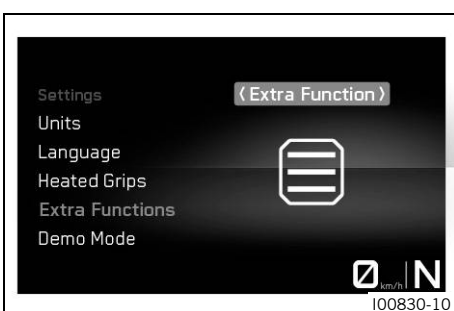 Settings
⟨Extra Function⟩
Units
Language
Heated Grips
Extra Functions
Demo Mode
0 km/h N
I00830-10